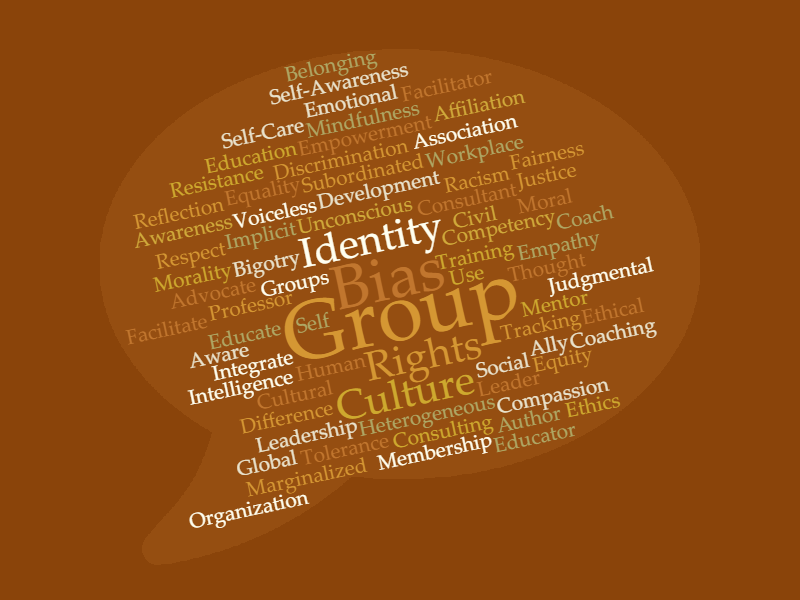 Belonging
Self-Awareness
Emotional Facilitator
Self-Care Mindfulness Affiliation
Education Empowerment Association
Resistance Discrimination Workplace
Equality Subordinated Fairness
Reflection Voiceless Development Racism Justice
Awareness Implicit Unconscious Consultant Moral
Respect Bigotry Identity Civil Coach
Morality Groups Competency
Advocate Professor Bias Training Empathy
Facilitate Educate Self Group Use Thought Judgmental
Aware Mentor
Integrate Human Rights Tracking Ethical
Intelligence Social Ally Coaching
Cultural Culture Leader Equity
Difference Heterogeneous Compassion
Leadership Consulting Author Ethics
Global Tolerance Membership Educator
Marginalized
Organization